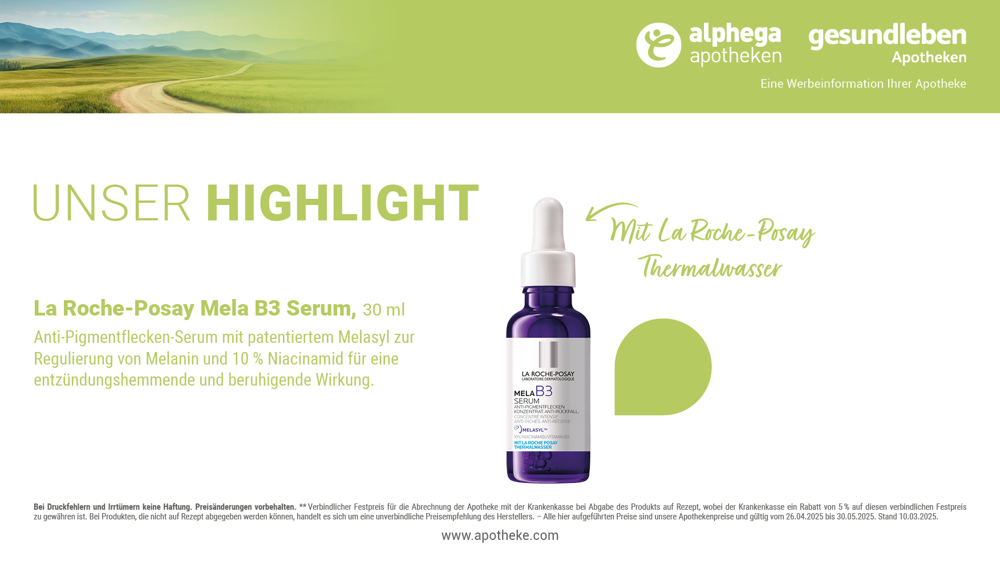 alphega
apotheken
gesundleben
Apotheken
Eine Werbeinformation Ihrer Apotheke
UNSER HIGHLIGHT
Mit La Roche-Posay
Thermalwasser
La Roche-Posay Mela B3 Serum, 30 ml
Anti-Pigmentflecken-Serum mit patentiertem Melasyl zur
Regulierung von Melanin und 10 % Niacinamid für eine
entzündungshemmende und beruhigende Wirkung.
LA ROCHE-POSAY
LABORATOIRE DERMATOLOGIQUE
MELA B3
SERUM
ANTI-PIGMENTFLECKEN
KONZENTRAT. ANTI-RÜCKFALL.
CONCENTRÉ INTENSIF
ANTI-TACHES. ANTI-RÉCIDIVE
MELASYL™
10% NIACINAMID/VITAMIN B3
MIT LA ROCHE POSAY
THERMALWASSER
Bei Druckfehlern und Irrtümern keine Haftung. Preisänderungen vorbehalten. ** Verbindlicher Festpreis für die Abrechnung der Apotheke mit der Krankenkasse bei Abgabe des Produkts auf Rezept, wobei der Krankenkasse ein Rabatt von 5 % auf diesen verbindlichen Festpreis
zu gewähren ist. Bei Produkten, die nicht auf Rezept abgegeben werden können, handelt es sich um eine unverbindliche Preisempfehlung des Herstellers. – Alle hier aufgeführten Preise sind unsere Apothekenpreise und gültig vom 26.04.2025 bis 30.05.2025. Stand 10.03.2025.
www.apotheke.com